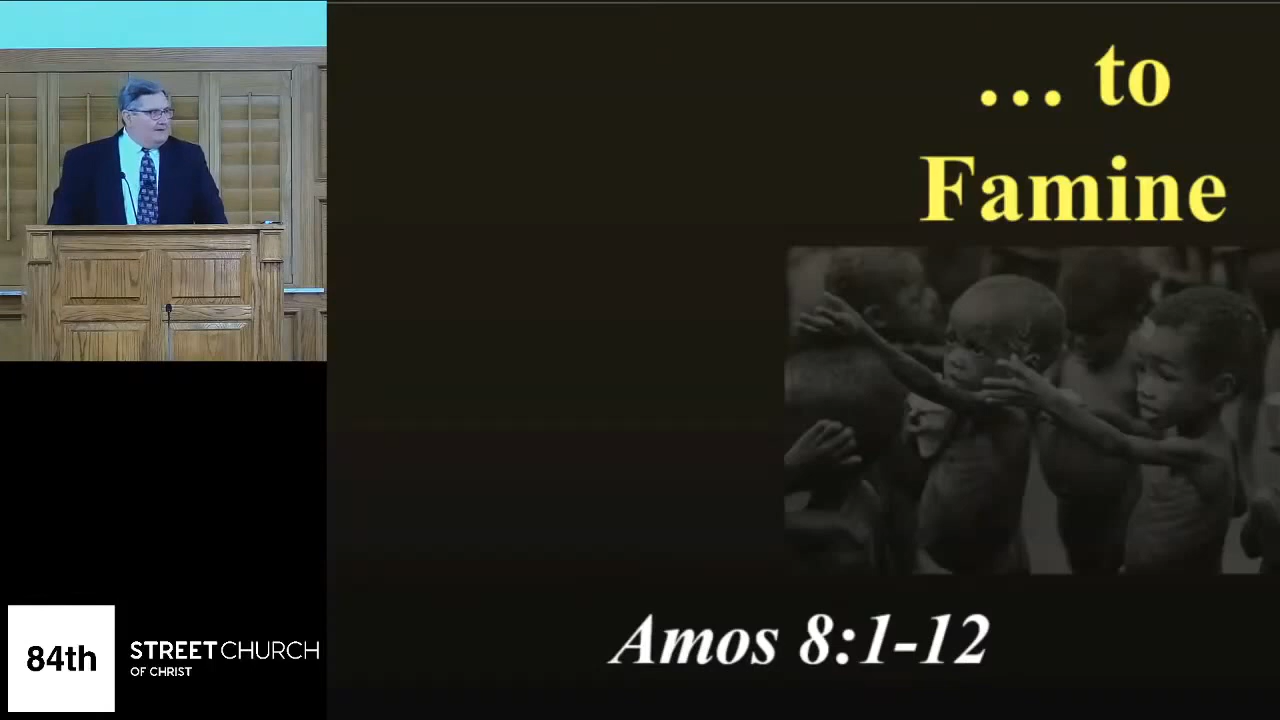 … to
Famine
Amos 8:1-12
84th
STREET CHURCH
OF CHRIST